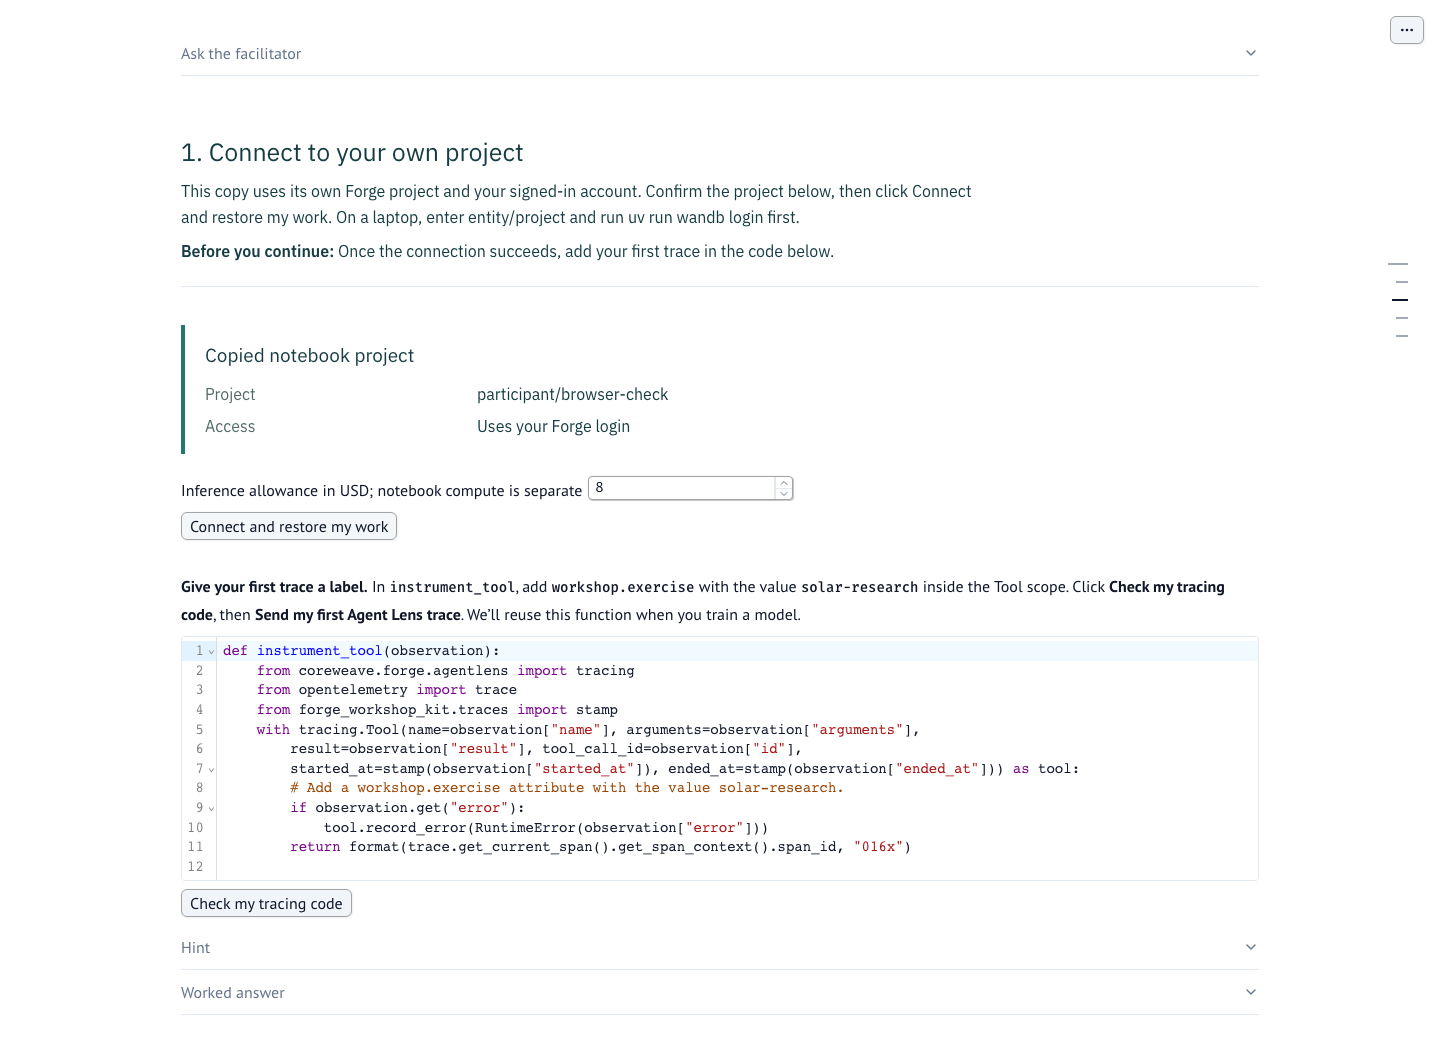 Ask the facilitator
1. Connect to your own project
This copy uses its own Forge project and your signed-in account. Confirm the project below, then click Connect
and restore my work. On a laptop, enter entity/project and run uv run wandb login first.
Before you continue: Once the connection succeeds, add your first trace in the code below.
Copied notebook project
Project participant/browser-check
Access Uses your Forge login
Inference allowance in USD; notebook compute is separate 8
Connect and restore my work
Give your first trace a label. In instrument_tool, add workshop.exercise with the value solar-research inside the Tool scope. Click Check my tracing
code, then Send my first Agent Lens trace. We’ll reuse this function when you train a model.
1 def instrument_tool(observation):
2     from coreweave.forge.agentlens import tracing
3     from opentelemetry import trace
4     from forge_workshop_kit.traces import stamp
5     with tracing.Tool(name=observation["name"], arguments=observation["arguments"],
6         result=observation["result"], tool_call_id=observation["id"],
7         started_at=stamp(observation["started_at"]), ended_at=stamp(observation["ended_at"])) as tool:
8         # Add a workshop.exercise attribute with the value solar-research.
9         if observation.get("error"):
10             tool.record_error(RuntimeError(observation["error"]))
11         return format(trace.get_current_span().get_span_context().span_id, "016x")
12
Check my tracing code
Hint
Worked answer